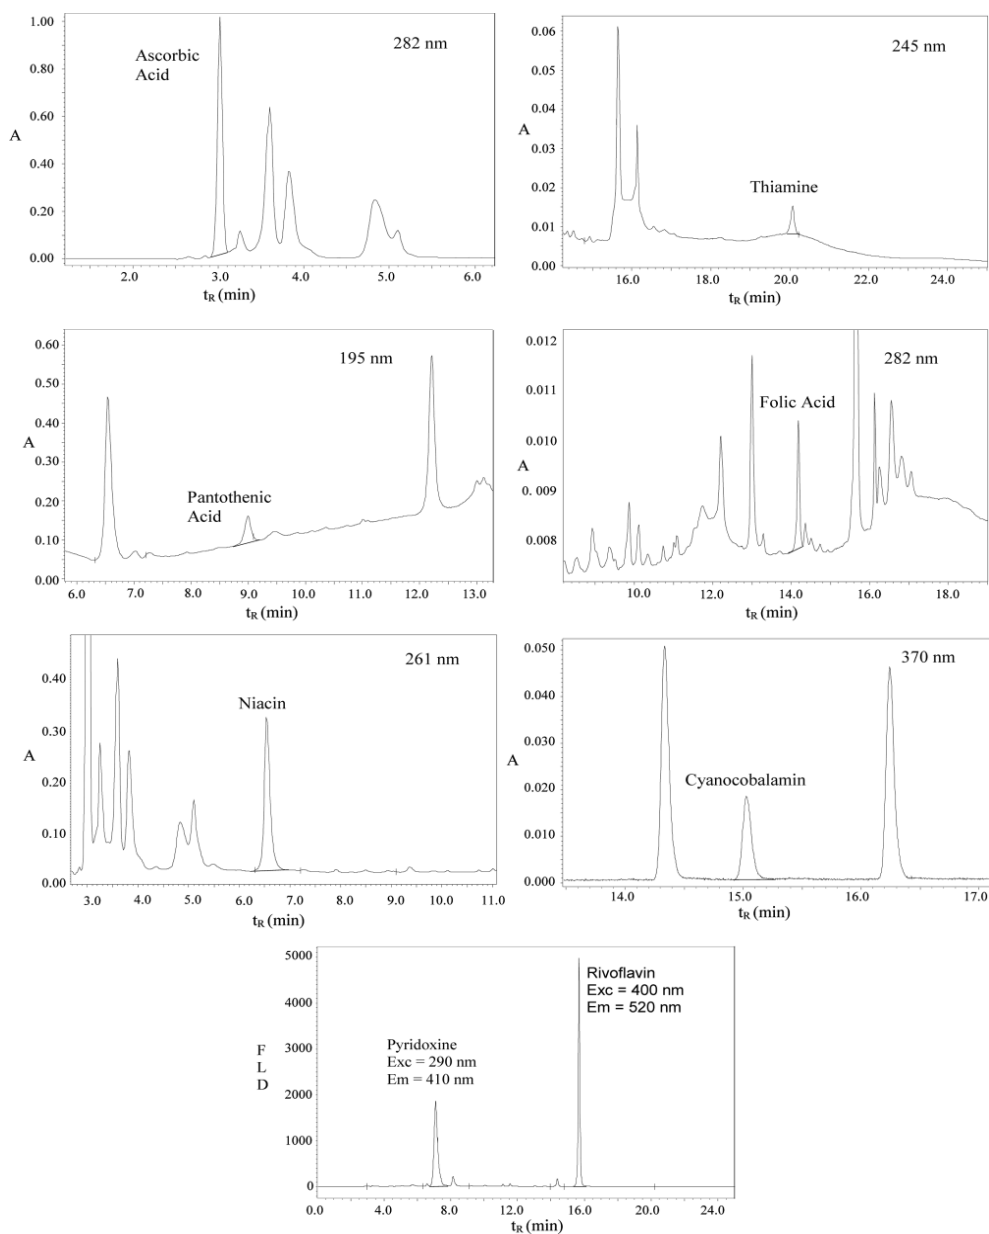 1.00
0.80
0.60
0.40
0.20
0.00
A
Ascorbic
Acid
282 nm
2.0
3.0
4.0
5.0
6.0
tR (min)
0.06
0.05
0.04
0.03
0.02
0.01
0.00
A
245 nm
Thiamine
16.0
18.0
20.0
22.0
24.0
tR (min)
0.60
0.50
0.40
0.30
0.20
0.10
0.00
A
195 nm
Pantothenic
Acid
6.0
7.0
8.0
9.0
10.0
11.0
12.0
13.0
tR (min)
0.012
0.011
0.010
0.009
0.008
A
282 nm
Folic Acid
10.0
12.0
14.0
16.0
18.0
tR (min)
0.40
0.30
0.20
0.10
0.00
A
261 nm
Niacin
3.0
4.0
5.0
6.0
7.0
8.0
9.0
10.0
11.0
tR (min)
0.050
0.040
0.030
0.020
0.010
0.000
A
370 nm
Cyanocobalamin
14.0
15.0
16.0
17.0
tR (min)
5000
4000
3000
2000
1000
0
F
L
D
Pyridoxine
Exc = 290 nm
Em = 410 nm
Rivoflavin
Exc = 400 nm
Em = 520 nm
0.0
4.0
8.0
12.0
16.0
20.0
24.0
tR (min)